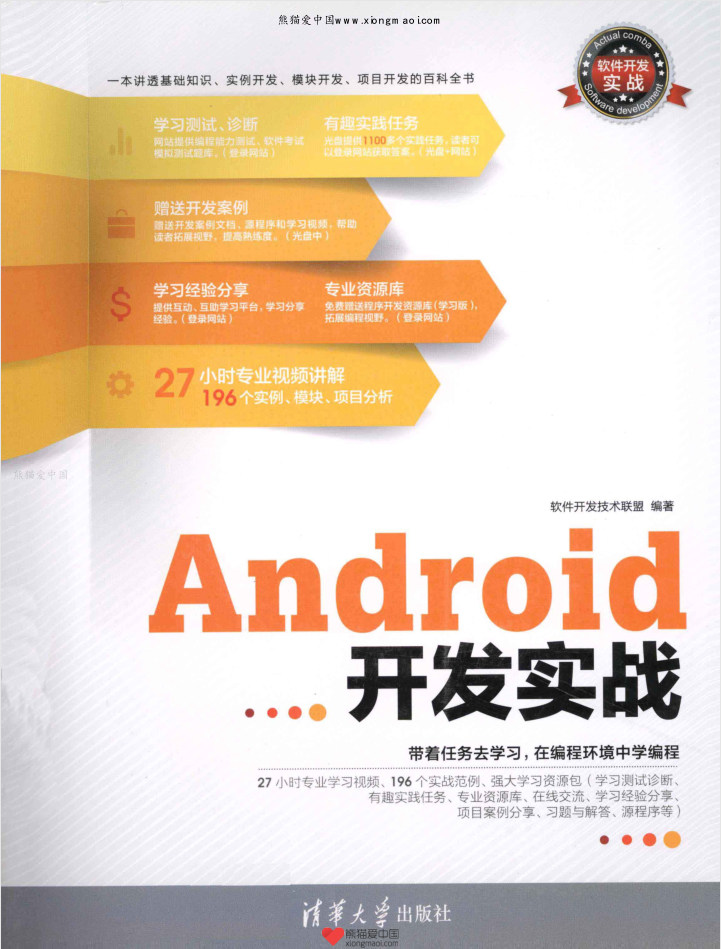 熊猫爱中国www.xiongmaoi.com
一本讲透基础知识、实例开发、模块开发、项目开发的百科全书
Actual comba
软件开发
实战
Software development
学习测试、诊断
网站提供编程能力测试，软件考试
模拟测试题库。（登录网站）
有趣实践任务
光盘提供1100多个实践任务，读者可
以登录网站获取答案。（光盘+网站）
赠送开发案例
赠送开发案例文档、源程序和学习视频，帮助
读者拓展视野，提高熟练度。（光盘中）
学习经验分享
提供互动、互助学习平台，学习分享
经验。（登录网站）
专业资源库
免费赠送程序开发资源库（学习版），
拓展编程视野。（登录网站）
27小时专业视频讲解
196个实例、模块、项目分析
熊猫爱中国
软件开发技术联盟 编著
Android
开发实战
带着任务去学习，在编程环境中学编程
27 小时专业学习视频、196 个实战范例、强大学习资源包（学习测试诊断、
有趣实践任务、专业资源库、在线交流、学习经验分享、
项目案例分享、习题与解答、源程序等）
清华大学出版社
熊猫爱中国
xiongmaoi.com